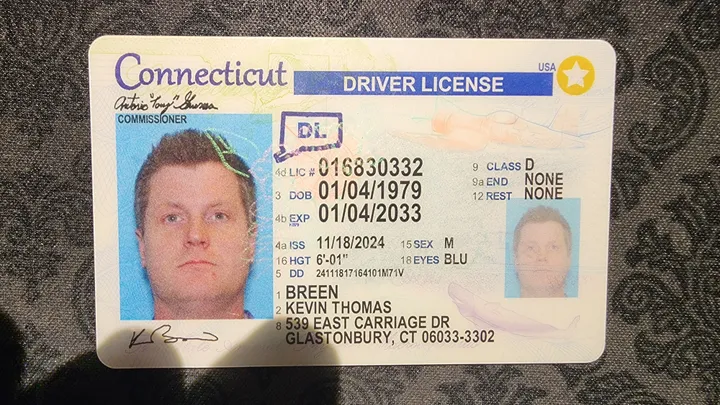 Connecticut
USA
DRIVER LICENSE
COMMISSIONER
DL
4d LIC # 016830332
9 CLASS D
3 DOB 01/04/1979
9a END NONE
4b EXP 01/04/2033
12 REST NONE
4a ISS 11/18/2024 15 SEX M
16 HGT 6'-01" 18 EYES BLU
5 DD 24111817164101M71V
1 BREEN
2 KEVIN THOMAS
8 539 EAST CARRIAGE DR
GLASTONBURY, CT 06033-3302